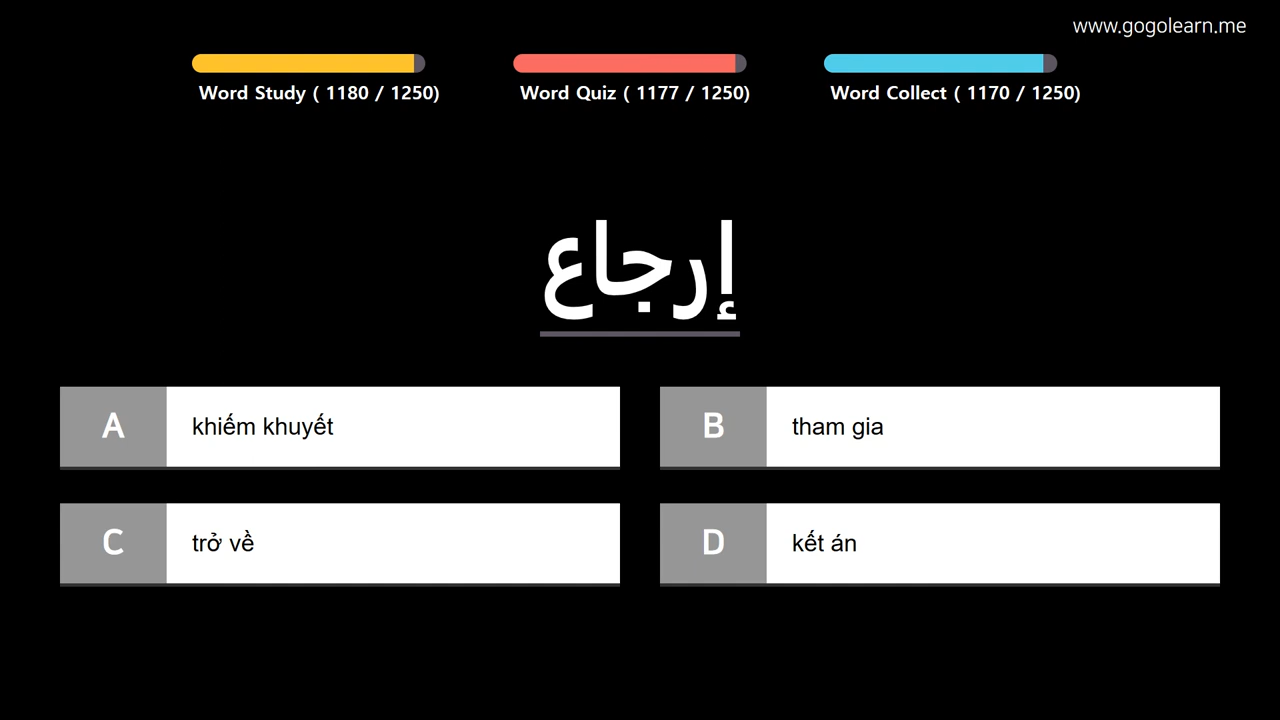 www.gogolearn.me
Word Study ( 1180 / 1250)
Word Quiz ( 1177 / 1250)
Word Collect ( 1170 / 1250)
إرجاع
A khiếm khuyết
B tham gia
C trở về
D kết án